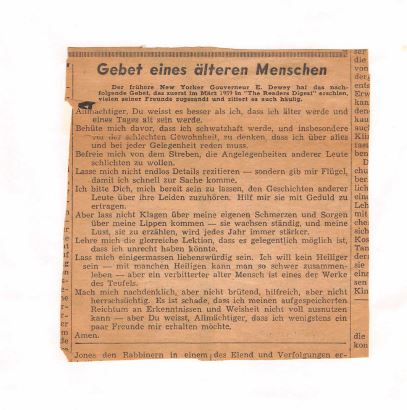 Gebet eines älteren Menschen
Der frühere New Yorker Gouverneur E. Dewey hat das nach-
folgende Gebet, das zuerst im März 1959 in "The Readers Digest" erschien,
vielen seiner Freunde zugesandt und zitiert es auch häufig.
Allmächtiger, Du weisst es besser als ich, dass ich älter werde und
eines Tages alt sein werde.
Behüte mich davor, dass ich schwatzhaft werde, und insbesondere
vor der schlechten Gewohnheit, zu denken, dass ich über alles
und bei jeder Gelegenheit reden muss.
Befreie mich von dem Streben, die Angelegenheiten anderer Leute
schlichten zu wollen.
Lasse mich nicht endlos Details rezitieren — sondern gib mir Flügel,
damit ich schnell zur Sache komme.
Ich bitte Dich, mich bereit sein zu lassen, den Geschichten anderer
Leute über ihre Leiden zuzuhören. Hilf mir sie mit Geduld zu
ertragen.
Aber lass nicht Klagen über meine eigenen Schmerzen und Sorgen
über meine Lippen kommen — sie wachsen ständig, und meine
Lust, sie zu erzählen, wird jedes Jahr immer stärker.
Lehre mich die glorreiche Lektion, dass es gelegentlich möglich ist,
dass ich unrecht haben könnte.
Lass mich einigermassen liebenswürdig sein. Ich will kein Heiliger
sein — mit manchen Heiligen kann man so schwer zusammen-
leben — aber ein verbitterter alter Mensch ist eines der Werke
des Teufels.
Mach mich nachdenklich, aber nicht brütend, hilfreich, aber nicht
herrschsüchtig. Es ist schade, dass ich meinen aufgespeicherten
Reichtum an Erkenntnissen und Weisheit nicht voll ausnutzen
kann — aber Du weisst, Allmächtiger, dass ich wenigstens ein
paar Freunde mir erhalten möchte.
Amen.
Jones den Rabbinern in einem des Elend und Verfolgungen er-